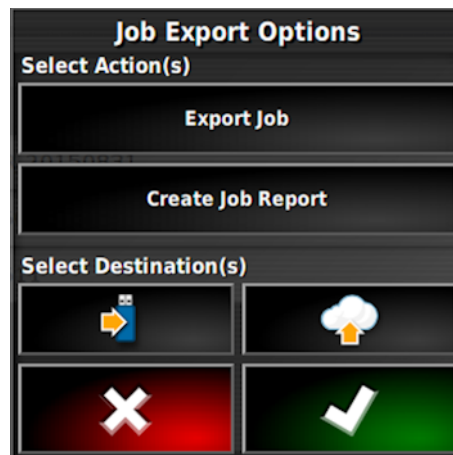 Job Export Options
Select Action(s)
Export Job
Create Job Report
Select Destination(s)